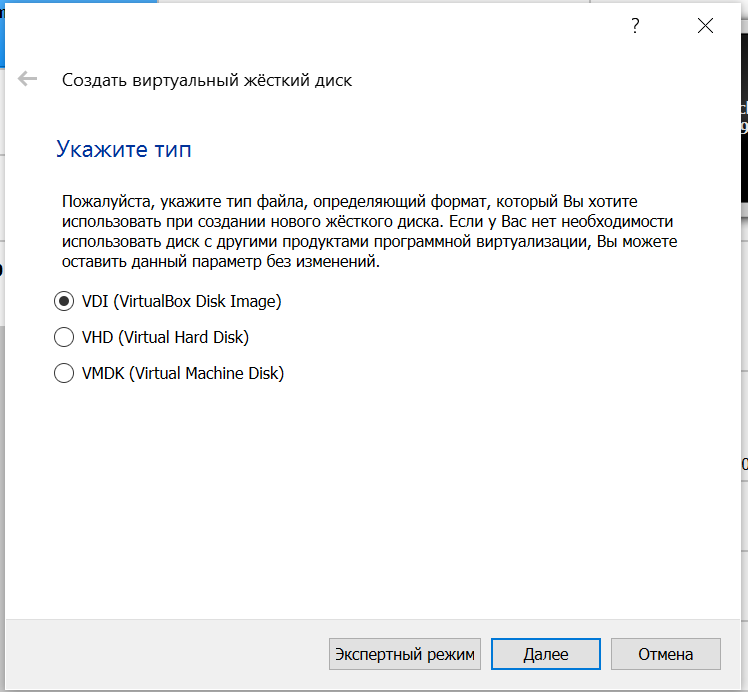 ?
Создать виртуальный жёсткий диск
Укажите тип
Пожалуйста, укажите тип файла, определяющий формат, который Вы хотите
использовать при создании нового жёсткого диска. Если у Вас нет необходимости
использовать диск с другими продуктами программной виртуализации, Вы можете
оставить данный параметр без изменений.
VDI (VirtualBox Disk Image)
VHD (Virtual Hard Disk)
VMDK (Virtual Machine Disk)
Экспертный режим
Далее
Отмена